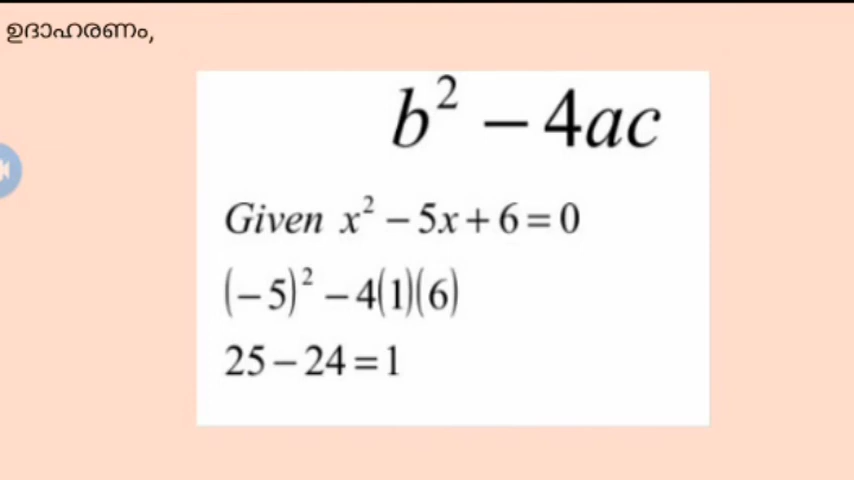 ഉദാഹരണം,
b² − 4ac
Given x² − 5x + 6 = 0
(−5)² − 4(1)(6)
25 − 24 = 1